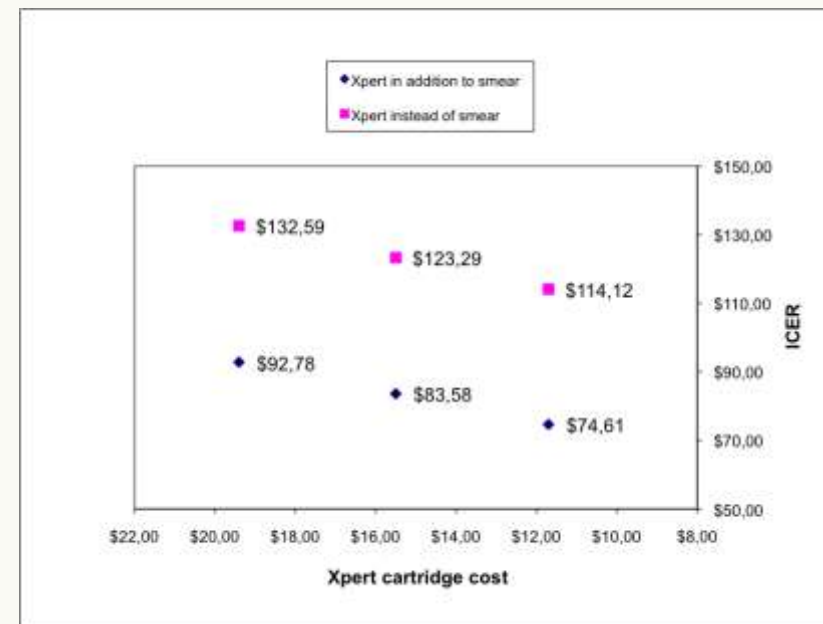 Xpert in addition to smear
Xpert instead of smear
$150,00
$132,59
$130,00
$123,29
$114,12
$110,00
ICER
$92,78
$90,00
$83,58
$74,61
$70,00
$50,00
$22,00 $20,00 $18,00 $16,00 $14,00 $12,00 $10,00 $8,00
Xpert cartridge cost